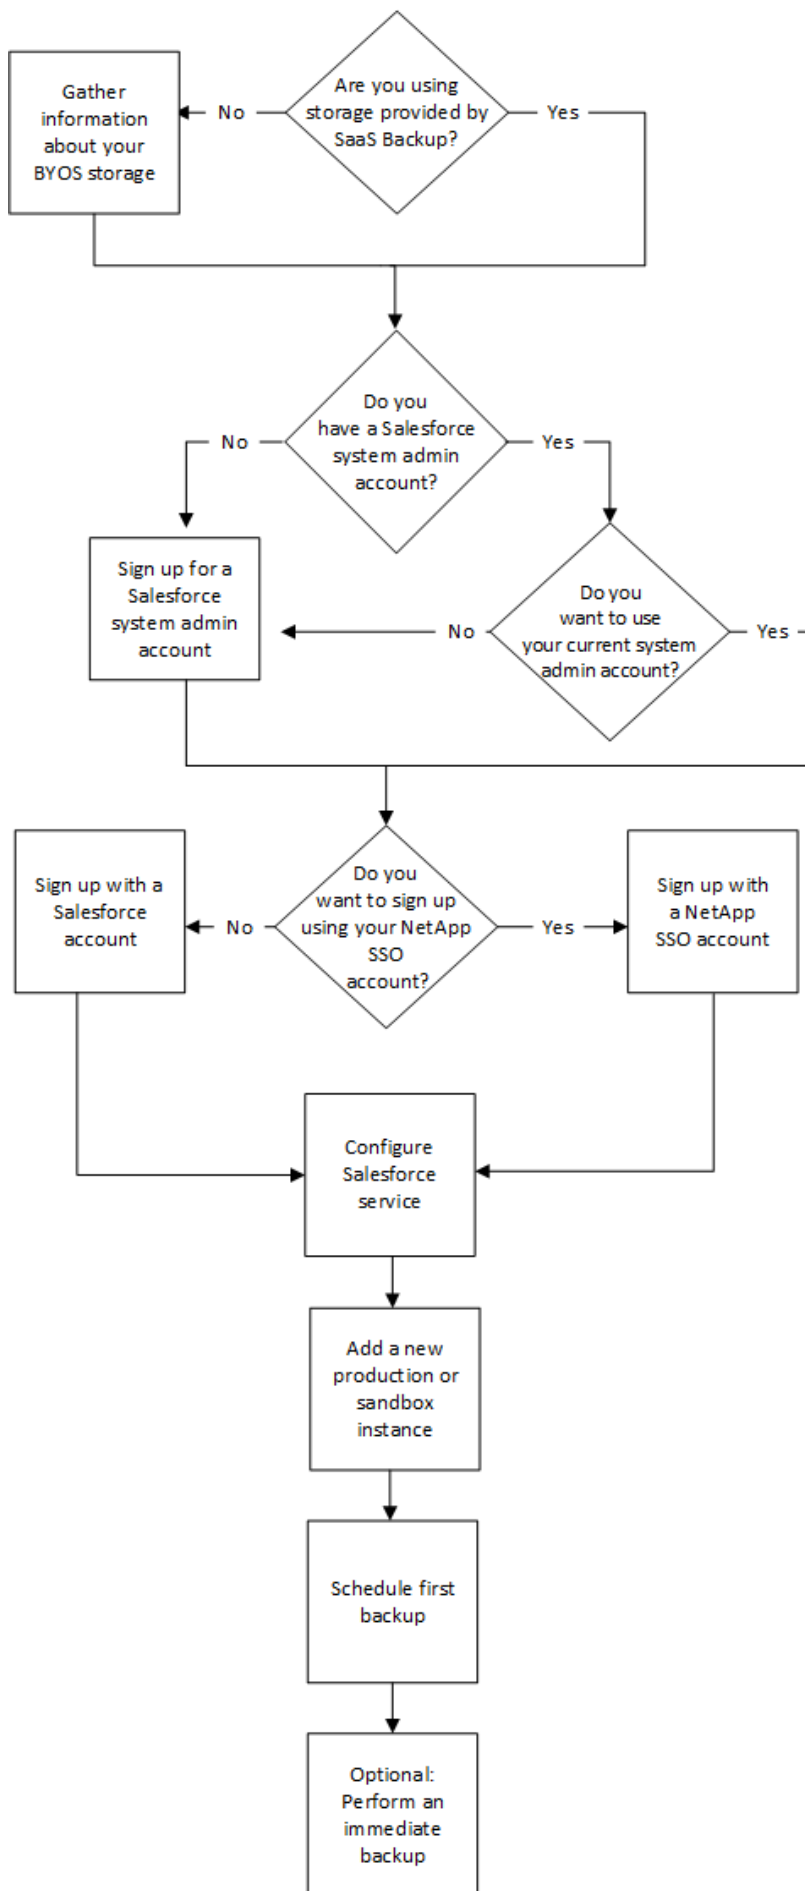 Are you using
storage provided by
SaaS Backup?
No
Yes
Gather
information
about your
BYOS storage
Do you
have a Salesforce
system admin
account?
No
Yes
Sign up for a
Salesforce
system admin
account
Do you
want to use
your current system
admin account?
No
Yes
Do you
want to sign up
using your NetApp
SSO
account?
No
Yes
Sign up with a
Salesforce
account
Sign up with
a NetApp
SSO account
Configure
Salesforce
service
Add a new
production or
sandbox
instance
Schedule first
backup
Optional:
Perform an
immediate
backup